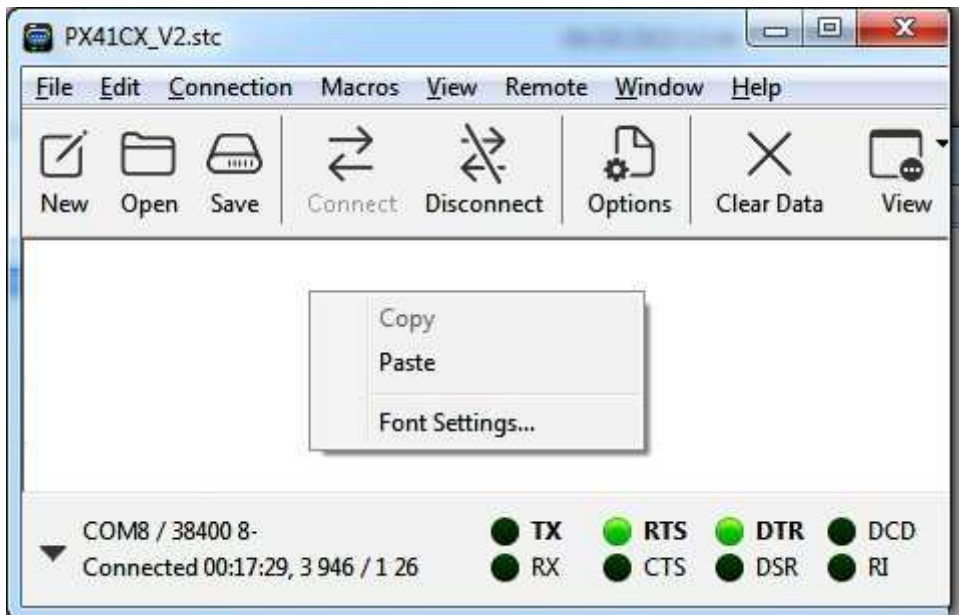 PX41CX_V2.stc
File Edit Connection Macros View Remote Window Help
New Open Save Connect Disconnect Options Clear Data View
Copy
Paste
Font Settings...
COM8 / 38400 8- TX RTS DTR DCD
Connected 00:17:29, 3 946 / 1 26 RX CTS DSR RI